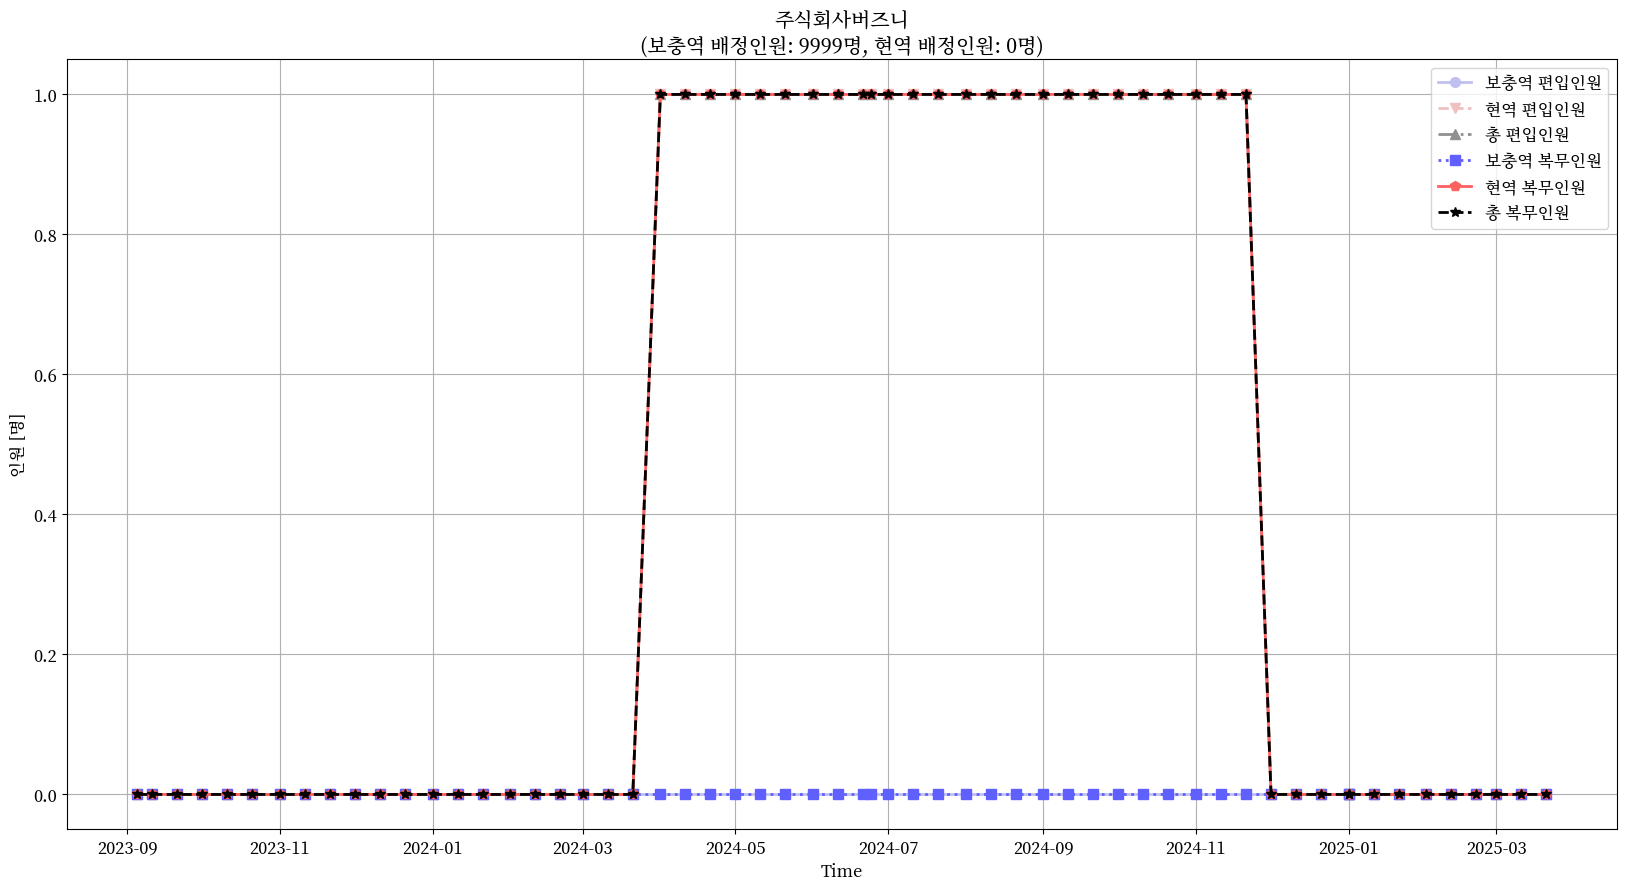 주식회사버즈니
(보충역 배정인원: 9999명, 현역 배정인원: 0명)
보충역 편입인원
현역 편입인원
총 편입인원
보충역 복무인원
현역 복무인원
총 복무인원
인원 [명]
1.0
0.8
0.6
0.4
0.2
0.0
2023-09
2023-11
2024-01
2024-03
2024-05
2024-07
2024-09
2024-11
2025-01
2025-03
Time